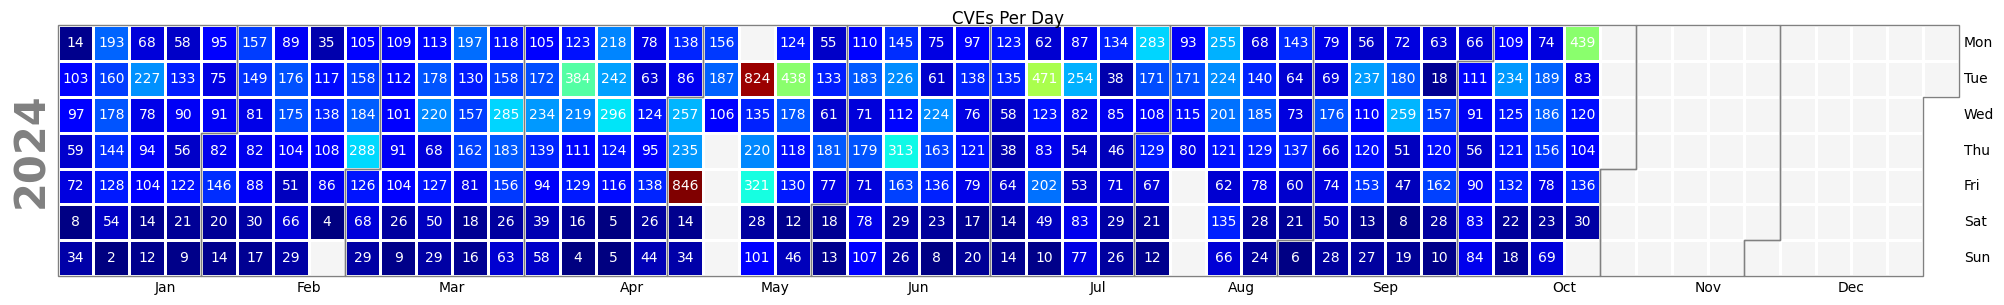 CVEs Per Day
14 193 68 58 95 157 89 35 105 109 113 197 118 105 123 218 78 138 156 124 55 110 145 75 97 123 62 87 134 283 93 255 68 143 79 56 72 63 66 109 74 439 Mon
103 160 227 133 75 149 176 117 158 112 178 130 158 172 384 242 63 86 187 824 438 133 183 226 61 138 135 471 254 38 171 171 224 140 64 69 237 180 18 111 234 189 83 Tue
97 178 78 90 91 81 175 138 184 101 220 157 285 234 219 296 124 257 106 135 178 61 71 112 224 76 58 123 82 85 108 115 201 185 73 176 110 259 157 91 125 186 120 Wed
2024
59 144 94 56 82 82 104 108 288 91 68 162 183 139 111 124 95 235 220 118 181 179 313 163 121 38 83 54 46 129 80 121 129 137 66 120 51 120 56 121 156 104 Thu
72 128 104 122 146 88 51 86 126 104 127 81 156 94 129 116 138 846 321 130 77 71 163 136 79 64 202 53 71 67 62 78 60 74 153 47 162 90 132 78 136 Fri
8 54 14 21 20 30 66 4 68 26 50 18 26 39 16 5 26 14 28 12 18 78 29 23 17 14 49 83 29 21 135 28 21 50 13 8 28 83 22 23 30 Sat
34 2 12 9 14 17 29 29 9 29 16 63 58 4 5 44 34 101 46 13 107 26 8 20 14 10 77 26 12 66 24 6 28 27 19 10 84 18 69 Sun
Jan Feb Mar Apr May Jun Jul Aug Sep Oct Nov Dec